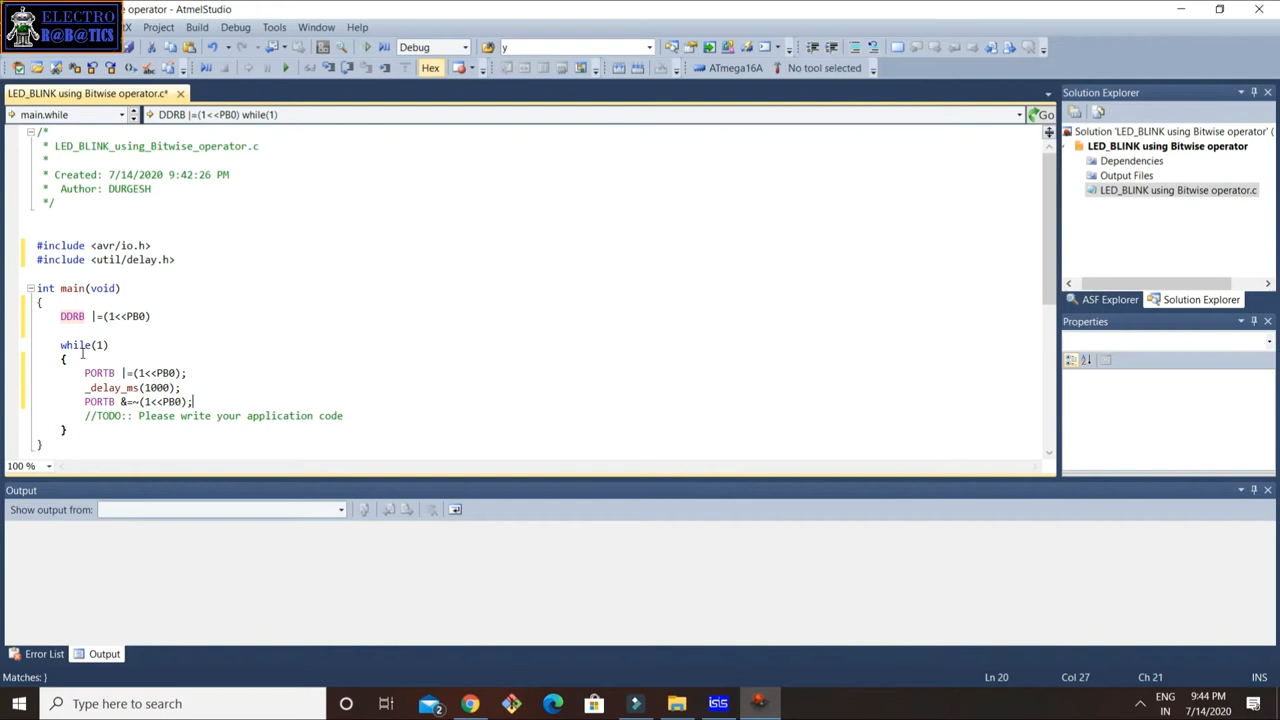 ELECTRO
R@B@TICS
operator - AtmelStudio
X Project Build Debug Tools Window Help
Debug
y
Hex
ATmega16A
No tool selected
LED_BLINK using Bitwise operator.c*
main.while
DDRB |=(1<<PB0) while(1)
Go
/*
* LED_BLINK_using_Bitwise_operator.c
*
* Created: 7/14/2020 9:42:26 PM
* Author: DURGESH
*/
#include <avr/io.h>
#include <util/delay.h>
int main(void)
{
DDRB |=(1<<PB0)
while(1)
{
PORTB |=(1<<PB0);
_delay_ms(1000);
PORTB &=~(1<<PB0);
//TODO:: Please write your application code
}
}
100 %
Solution Explorer
Solution 'LED_BLINK using Bitwise operator' (
LED_BLINK using Bitwise operator
Dependencies
Output Files
LED_BLINK using Bitwise operator.c
ASF Explorer
Solution Explorer
Properties
Output
Show output from:
Error List
Output
Matches: }
Ln 20
Col 27
Ch 21
INS
Type here to search
2
isis
ENG
IN
9:44 PM
7/14/2020